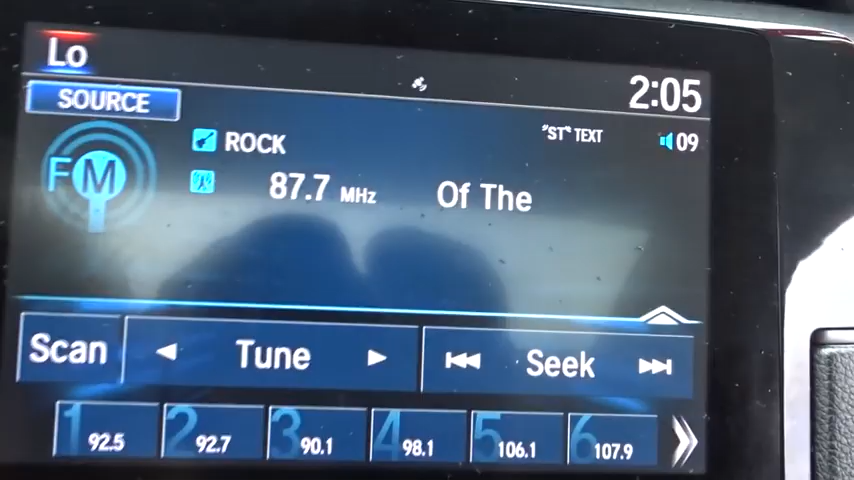 Lo
2:05
SOURCE
"ST" TEXT
09
FM
ROCK
87.7 MHz
Of The
Scan
Tune
Seek
1 92.5
2 92.7
3 90.1
4 98.1
5 106.1
6 107.9